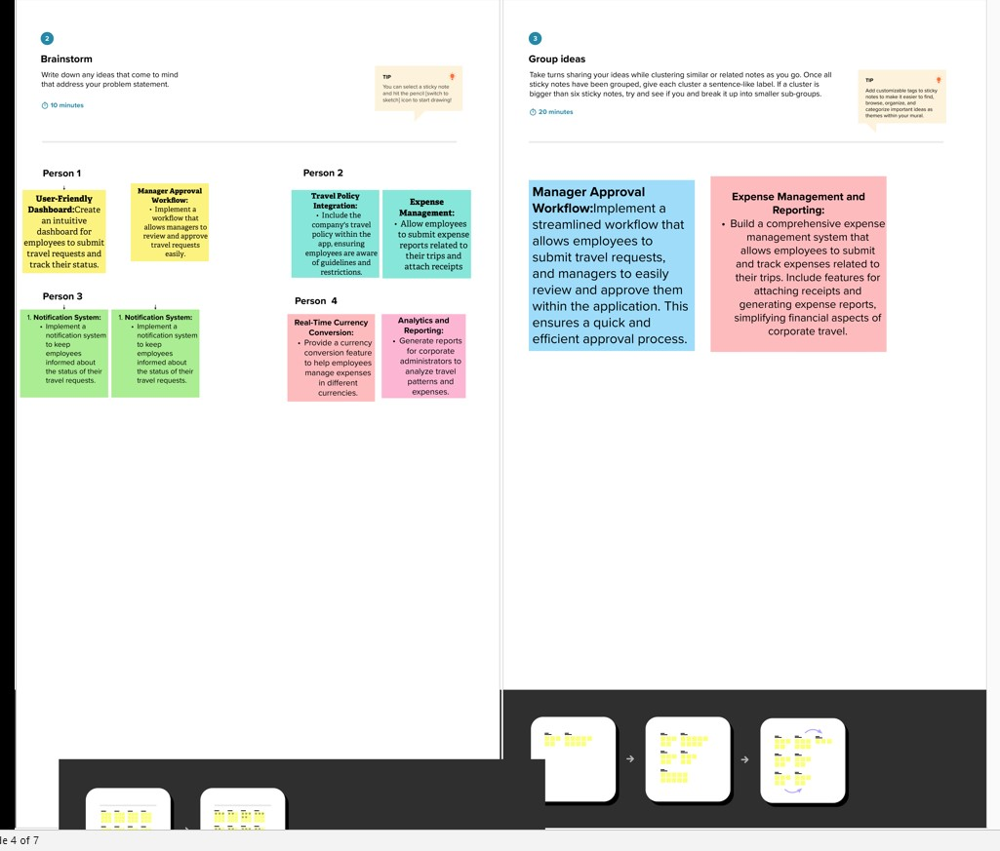 2
Brainstorm
Write down any ideas that come to mind
that address your problem statement.
10 minutes
TIP
You can select a sticky note
and hit the pencil [switch to
sketch] icon to start drawing!
Person 1
User-Friendly
Dashboard:Create
an intuitive
dashboard for
employees to submit
travel requests and
track their status.
Manager Approval
Workflow:
• Implement a
workflow that
allows managers to
review and approve
travel requests
easily.
Person 2
Travel Policy
Integration:
• Include the
company's travel
policy within the
app, ensuring
employees are aware
of guidelines and
restrictions.
Expense
Management:
• Allow employees
to submit expense
reports related to
their trips and
attach receipts
Person 3
1. Notification System:
• Implement a
notification system
to keep
employees
informed about
the status of their
travel requests.
1. Notification System:
• Implement a
notification system
to keep
employees
informed about
the status of their
travel requests.
Person 4
Real-Time Currency
Conversion:
• Provide a currency
conversion feature
to help employees
manage expenses
in different
currencies.
Analytics and
Reporting:
• Generate reports
for corporate
administrators to
analyze travel
patterns and
expenses.
3
Group ideas
Take turns sharing your ideas while clustering similar or related notes as you go. Once all
sticky notes have been grouped, give each cluster a sentence-like label. If a cluster is
bigger than six sticky notes, try and see if you and break it up into smaller sub-groups.
20 minutes
TIP
Add customizable tags to sticky
notes to make it easier to find,
browse, organize, and
categorize important ideas as
themes within your mural.
Manager Approval
Workflow:Implement a
streamlined workflow that
allows employees to
submit travel requests,
and managers to easily
review and approve them
within the application. This
ensures a quick and
efficient approval process.
Expense Management and
Reporting:
• Build a comprehensive expense
management system that
allows employees to submit
and track expenses related to
their trips. Include features for
attaching receipts and
generating expense reports,
simplifying financial aspects of
corporate travel.
le 4 of 7